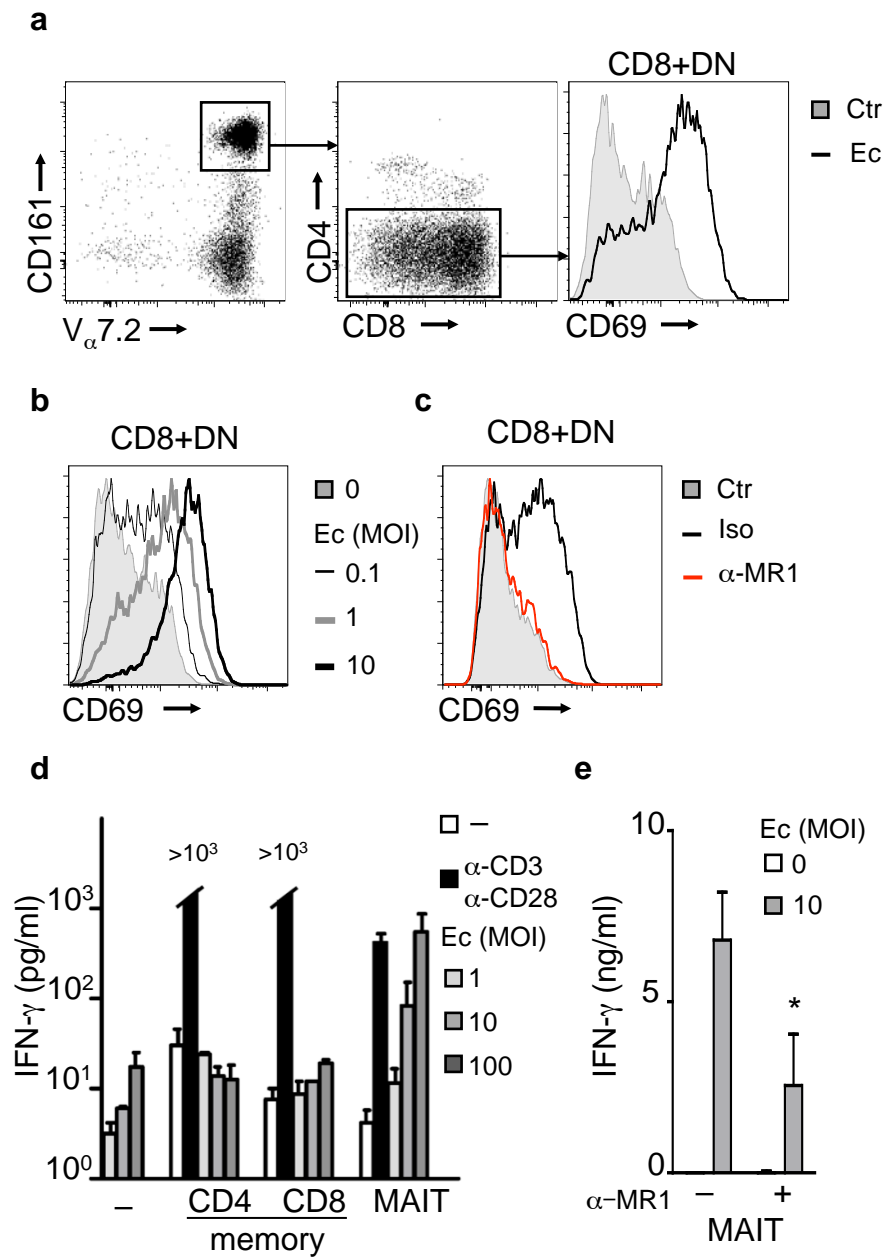 a
CD8+DN
Ctr
Ec
CD161
Vα7.2
CD4
CD8
CD69
b
CD8+DN
0
Ec (MOI)
0.1
1
10
CD69
c
CD8+DN
Ctr
Iso
α-MR1
CD69
d
–
α-CD3
α-CD28
Ec (MOI)
1
10
100
>10³
>10³
IFN-γ (pg/ml)
10³
10²
10¹
10⁰
– CD4 CD8 MAIT
memory
e
Ec (MOI)
0
10
IFN-γ (ng/ml)
10
5
0
*
α−MR1 – +
MAIT